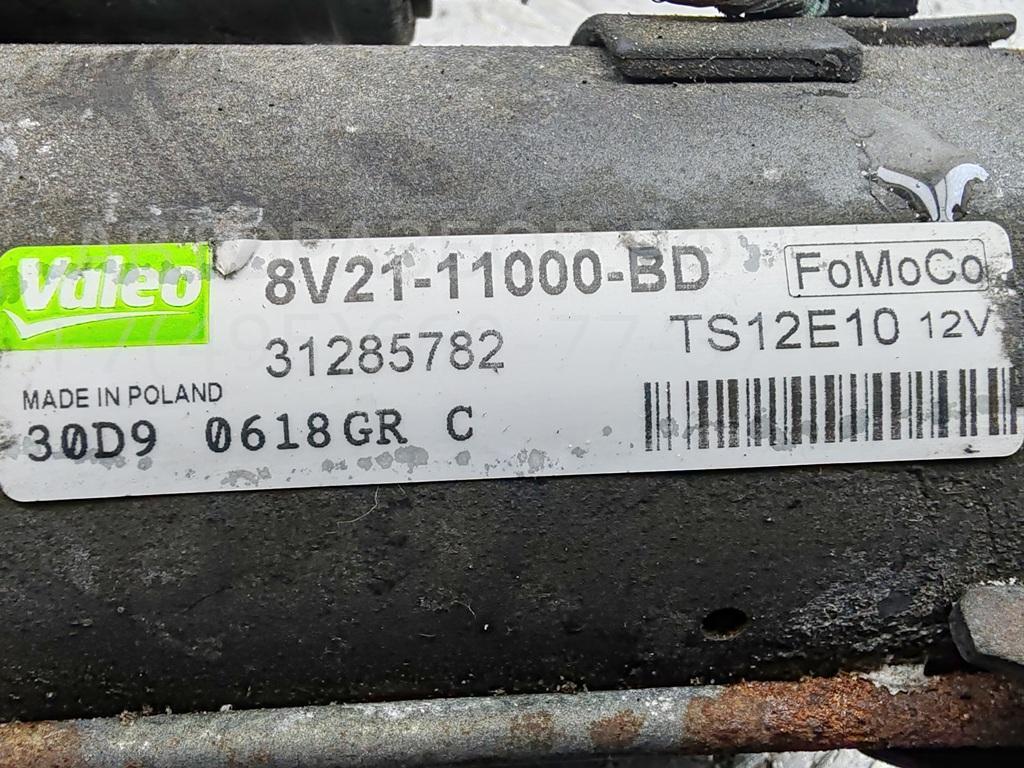 Valeo
8V21-11000-BD
FoMoCo
31285782
TS12E10 12V
MADE IN POLAND
30D9 0618GR C